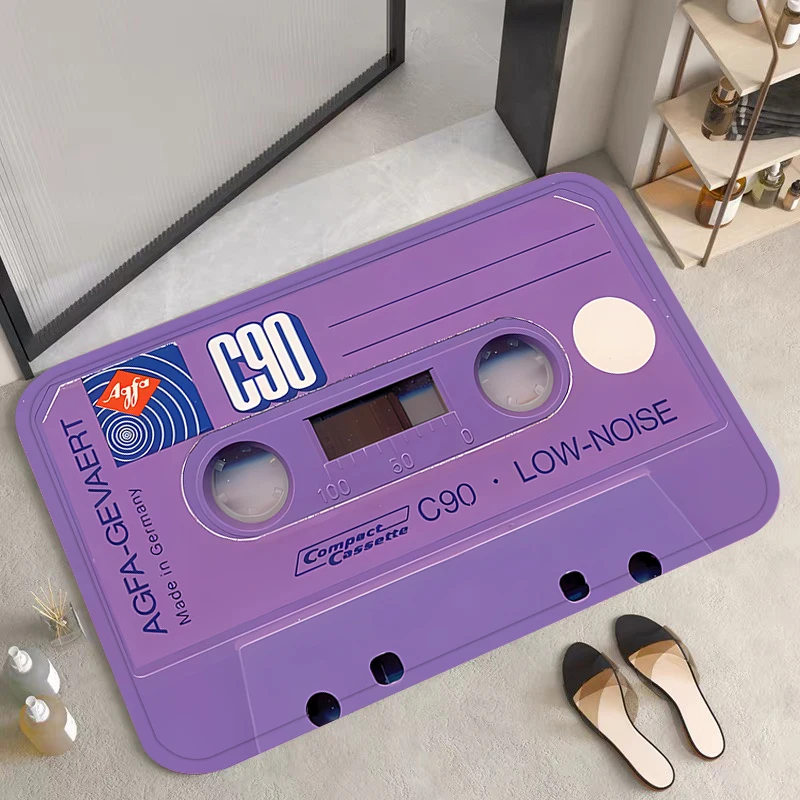 Agfa
C90
100 50 0
Compact
Cassette
C90 · LOW-NOISE
AGFA-GEVAERT
Made in Germany